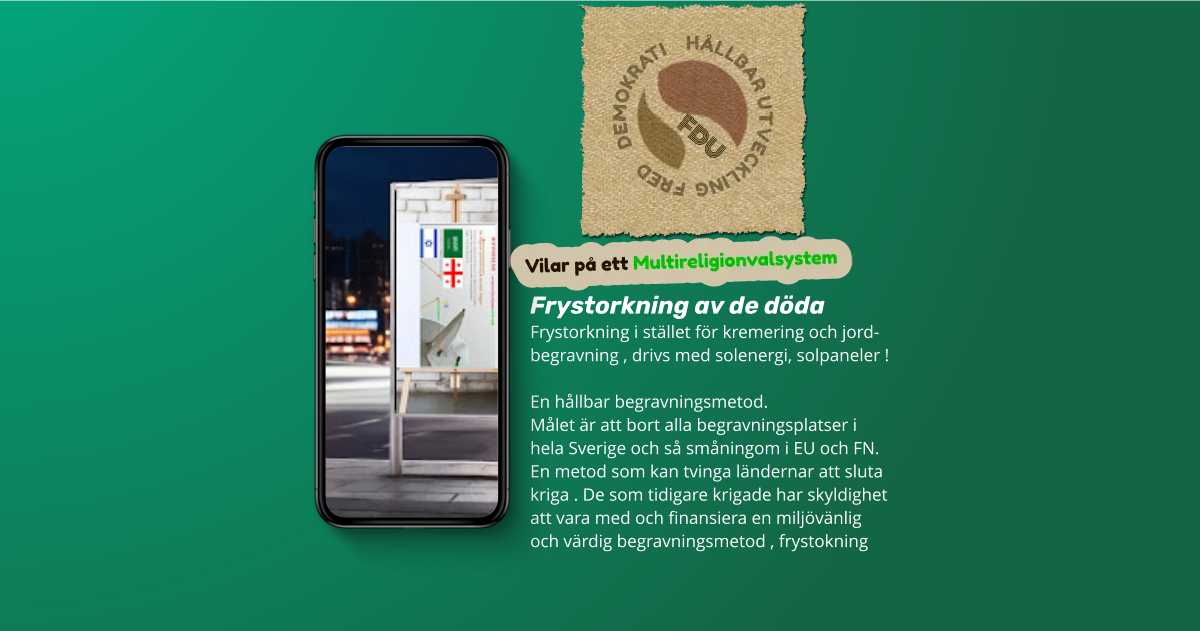 DEMOKRATI HÅLLBAR UTVECKLING FRED
FDU
Vilar på ett Multireligionvalsystem
Frystorkning av de döda
Frystorkning i stället för kremering och jord-
begravning , drivs med solenergi, solpaneler !
En hållbar begravningsmetod.
Målet är att bort alla begravningsplatser i
hela Sverige och så småningom i EU och FN.
En metod som kan tvinga ländernar att sluta
kriga . De som tidigare krigade har skyldighet
att vara med och finansiera en miljövänlig
och värdig begravningsmetod , frystokning